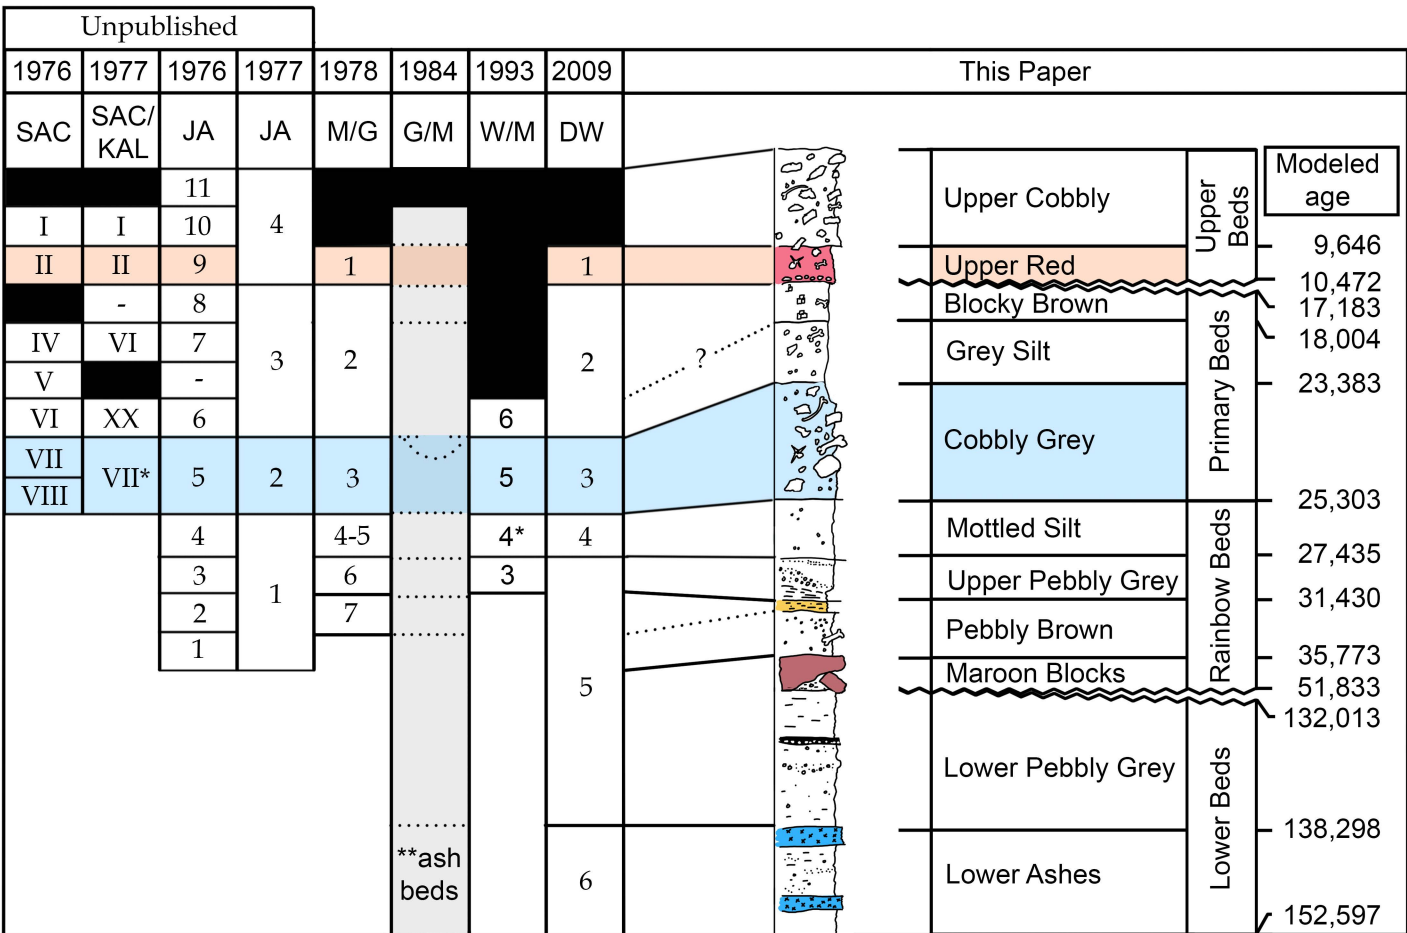 Unpublished
1976 1977 1976 1977 1978 1984 1993 2009 This Paper
SAC SAC/ KAL JA JA M/G G/M W/M DW
Modeled age
11 4 Upper Cobbly Upper Beds
I I 10
9,646
II II 9 1 1 Upper Red
10,472
- 8 Blocky Brown
17,183
IV VI 7 3 2 2 ? Grey Silt Primary Beds
18,004
V -
23,383
VI XX 6 6
VII VII* 5 2 3 5 3 Cobbly Grey
VIII
25,303
4 4-5 4* 4 Mottled Silt
27,435
3 1 6 3 Upper Pebbly Grey Rainbow Beds
31,430
2 7 Pebbly Brown
1
35,773
5 Maroon Blocks
51,833
132,013
Lower Pebbly Grey Lower Beds
138,298
**ash
beds
6 Lower Ashes
152,597